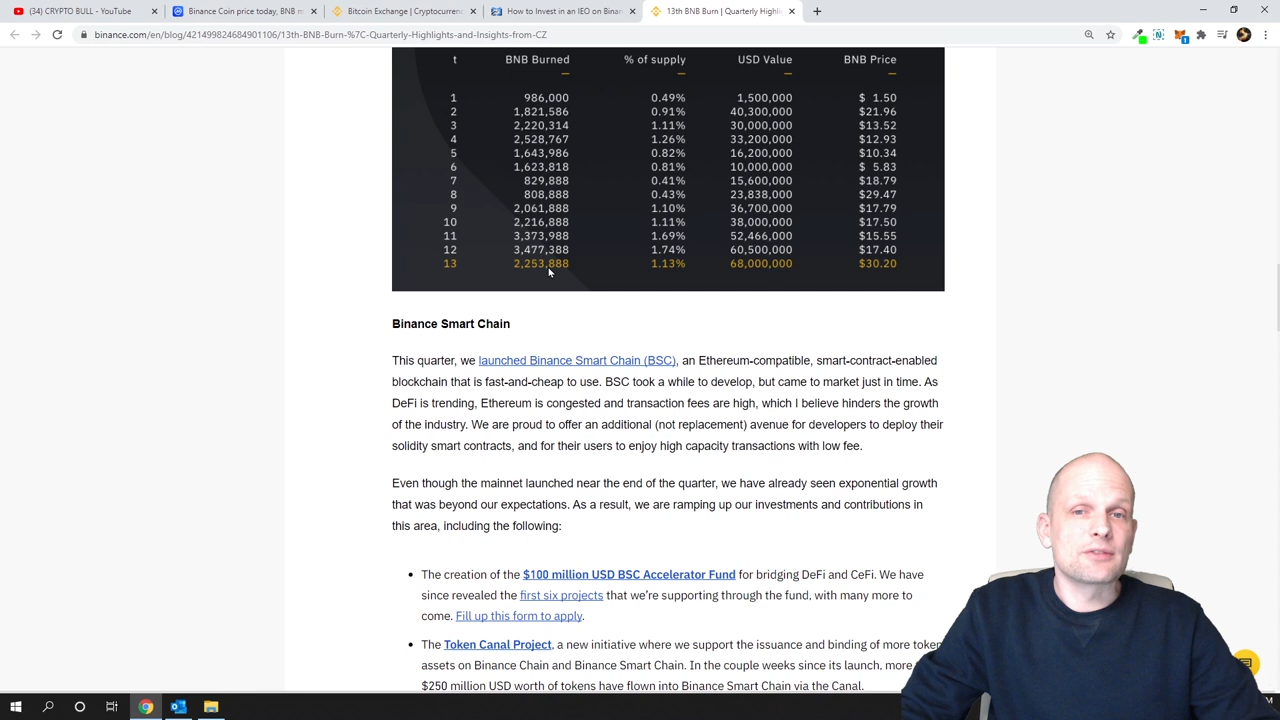 (34) CRYPTO BULL - YouTube
Binance Coin price today, BNB m
Bitcoin Exchange | Cryptocurrenc
How to Invest in an IEO on Binan
13th BNB Burn | Quarterly Highlig
binance.com/en/blog/421499824684901106/13th-BNB-Burn-%7C-Quarterly-Highlights-and-Insights-from-CZ
t BNB Burned % of supply USD Value BNB Price
1 986,000 0.49% 1,500,000 $ 1.50
2 1,821,586 0.91% 40,300,000 $21.96
3 2,220,314 1.11% 30,000,000 $13.52
4 2,528,767 1.26% 33,200,000 $12.93
5 1,643,986 0.82% 16,200,000 $10.34
6 1,623,818 0.81% 10,000,000 $ 5.83
7 829,888 0.41% 15,600,000 $18.79
8 808,888 0.43% 23,838,000 $29.47
9 2,061,888 1.10% 36,700,000 $17.79
10 2,216,888 1.11% 38,000,000 $17.50
11 3,373,988 1.69% 52,466,000 $15.55
12 3,477,388 1.74% 60,500,000 $17.40
13 2,253,888 1.13% 68,000,000 $30.20
Binance Smart Chain
This quarter, we launched Binance Smart Chain (BSC), an Ethereum-compatible, smart-contract-enabled
blockchain that is fast-and-cheap to use. BSC took a while to develop, but came to market just in time. As
DeFi is trending, Ethereum is congested and transaction fees are high, which I believe hinders the growth
of the industry. We are proud to offer an additional (not replacement) avenue for developers to deploy their
solidity smart contracts, and for their users to enjoy high capacity transactions with low fee.
Even though the mainnet launched near the end of the quarter, we have already seen exponential growth
that was beyond our expectations. As a result, we are ramping up our investments and contributions in
this area, including the following:
• The creation of the $100 million USD BSC Accelerator Fund for bridging DeFi and CeFi. We have
since revealed the first six projects that we're supporting through the fund, with many more to
come. Fill up this form to apply.
• The Token Canal Project, a new initiative where we support the issuance and binding of more token
assets on Binance Chain and Binance Smart Chain. In the couple weeks since its launch, more
$250 million USD worth of tokens have flown into Binance Smart Chain via the Canal.